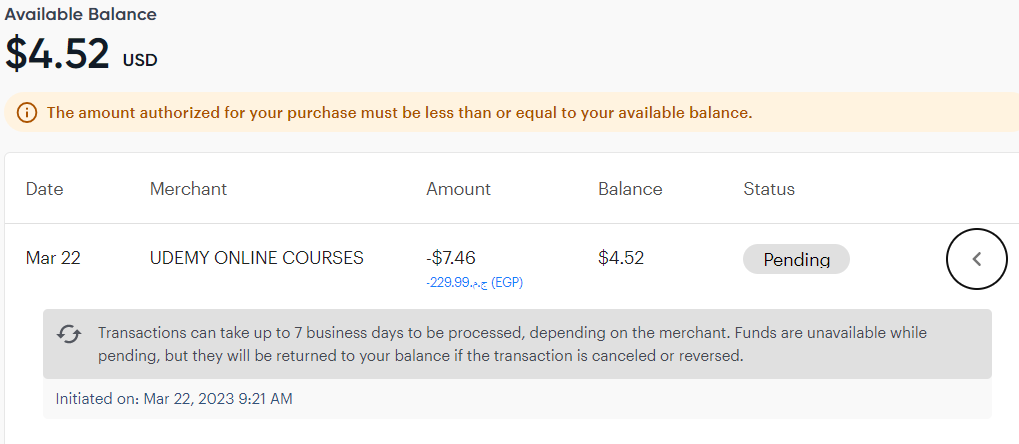 Available Balance
$4.52 USD
The amount authorized for your purchase must be less than or equal to your available balance.
Date Merchant Amount Balance Status
Mar 22 UDEMY ONLINE COURSES -$7.46 $4.52 Pending
-229.99.ج.م (EGP)
Transactions can take up to 7 business days to be processed, depending on the merchant. Funds are unavailable while
pending, but they will be returned to your balance if the transaction is canceled or reversed.
Initiated on: Mar 22, 2023 9:21 AM